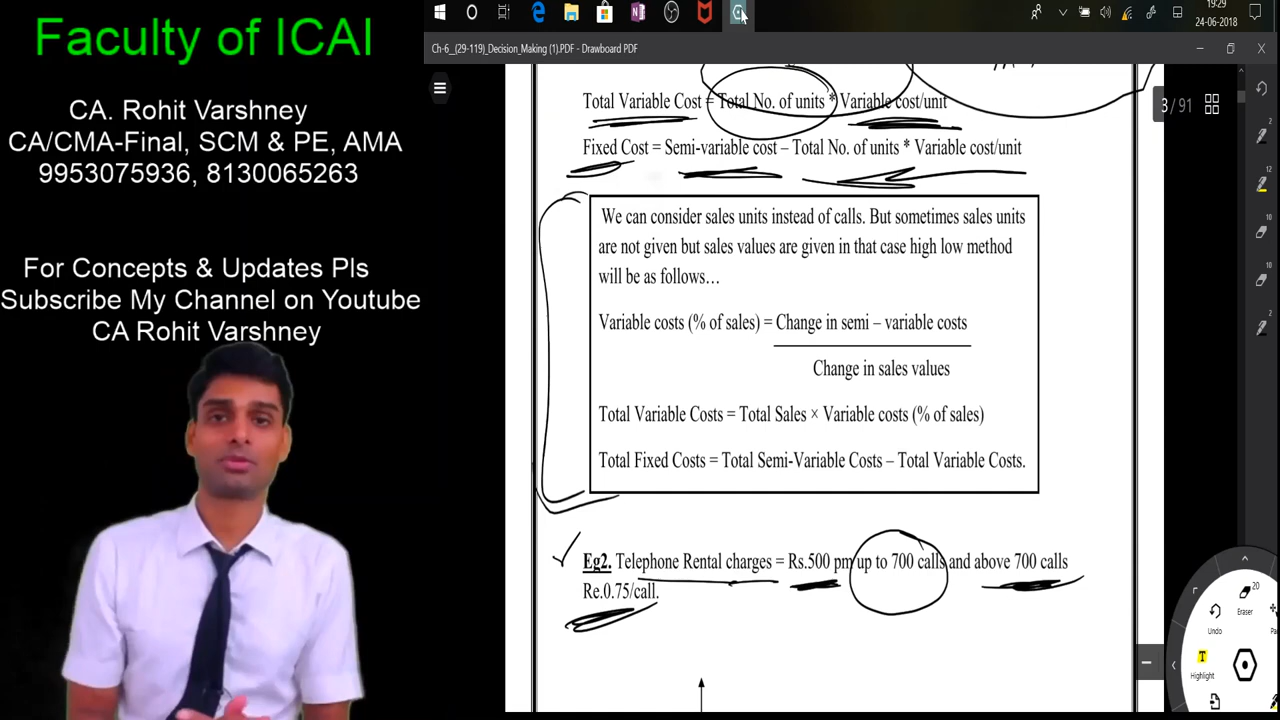 Faculty of ICAI
CA. Rohit Varshney
CA/CMA-Final, SCM & PE, AMA
9953075936, 8130065263
For Concepts & Updates Pls
Subscribe My Channel on Youtube
CA Rohit Varshney
19:29
24-06-2018
Ch-6_(29-119)_Decision_Making (1).PDF - Drawboard PDF
3/91
Total Variable Cost = Total No. of units * Variable cost/unit
Fixed Cost = Semi-variable cost – Total No. of units * Variable cost/unit
We can consider sales units instead of calls. But sometimes sales units
are not given but sales values are given in that case high low method
will be as follows…
Variable costs (% of sales) = Change in semi – variable costs
Change in sales values
Total Variable Costs = Total Sales × Variable costs (% of sales)
Total Fixed Costs = Total Semi-Variable Costs – Total Variable Costs.
Eg2. Telephone Rental charges = Rs.500 pm up to 700 calls and above 700 calls
Re.0.75/call.
10
2
10
10
2
20
Eraser
Undo
T
Highlight